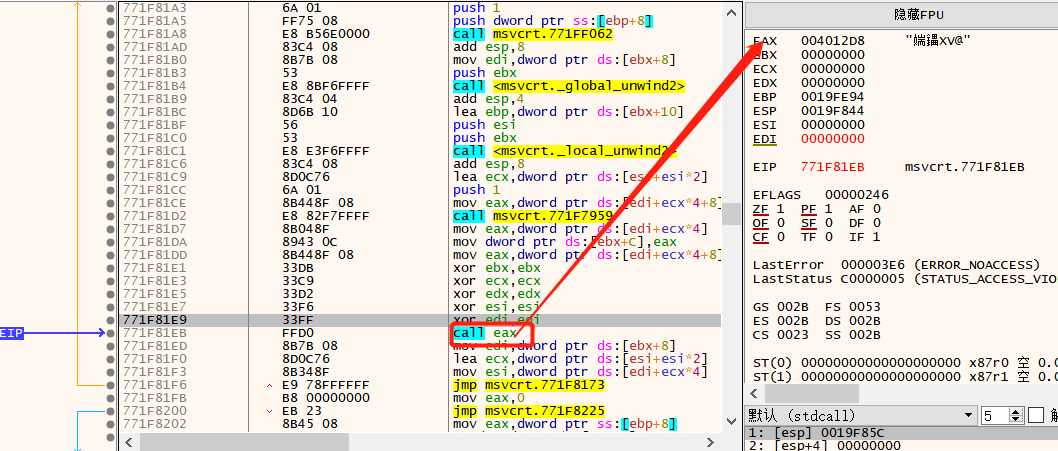 771F81A3 6A 01 push 1
771F81A5 FF75 08 push dword ptr ss:[ebp+8]
771F81A8 E8 B56E0000 call msvcrt.771FF062
771F81AD 83C4 08 add esp,8
771F81B0 8B7B 08 mov edi,dword ptr ds:[ebx+8]
771F81B3 53 push ebx
771F81B4 E8 8BF6FFFF call <msvcrt._global_unwind2>
771F81B9 83C4 04 add esp,4
771F81BC 8D6B 10 lea ebp,dword ptr ds:[ebx+10]
771F81BF 56 push esi
771F81C0 53 push ebx
771F81C1 E8 E3F6FFFF call <msvcrt._local_unwind2>
771F81C6 83C4 08 add esp,8
771F81C9 8D0C76 lea ecx,dword ptr ds:[esi+esi*2]
771F81CC 6A 01 push 1
771F81CE 8B448F 08 mov eax,dword ptr ds:[edi+ecx*4+8]
771F81D2 E8 82F7FFFF call msvcrt.771F7959
771F81D7 8B048F mov eax,dword ptr ds:[edi+ecx*4]
771F81DA 8943 0C mov dword ptr ds:[ebx+C],eax
771F81DD 8B448F 08 mov eax,dword ptr ds:[edi+ecx*4+8]
771F81E1 33DB xor ebx,ebx
771F81E3 33C9 xor ecx,ecx
771F81E5 33D2 xor edx,edx
771F81E7 33F6 xor esi,esi
771F81E9 33FF xor edi,edi
EIP 771F81EB FFD0 call eax
771F81ED 8B7B 08 mov edi,dword ptr ds:[ebx+8]
771F81F0 8D0C76 lea ecx,dword ptr ds:[esi+esi*2]
771F81F3 8B348F mov esi,dword ptr ds:[edi+ecx*4]
771F81F6 E9 78FFFFFF jmp msvcrt.771F8173
771F81FB B8 00000000 mov eax,0
771F8200 EB 23 jmp msvcrt.771F8225
771F8202 8B45 08 mov eax,dword ptr ss:[ebp+8]
隐藏FPU
EAX 004012D8
EBX 00000000
ECX 00000000
EDX 00000000
EBP 0019FE94
ESP 0019F844
ESI 00000000
EDI 00000000
EIP 771F81EB msvcrt.771F81EB
EFLAGS 00000246
ZF 1 PF 1 AF 0
OF 0 SF 0 DF 0
CF 0 TF 0 IF 1
LastError 000003E6 (ERROR_NOACCESS)
LastStatus C0000005 (STATUS_ACCESS_VIO
GS 002B FS 0053
ES 002B DS 002B
CS 0023 SS 002B
ST(0) 00000000000000000000 x87r0 空 0.0
ST(1) 00000000000000000000 x87r1 空 0.0
默认 (stdcall) 5
1: [esp] 0019F85C
2: [esp+4] 00000000